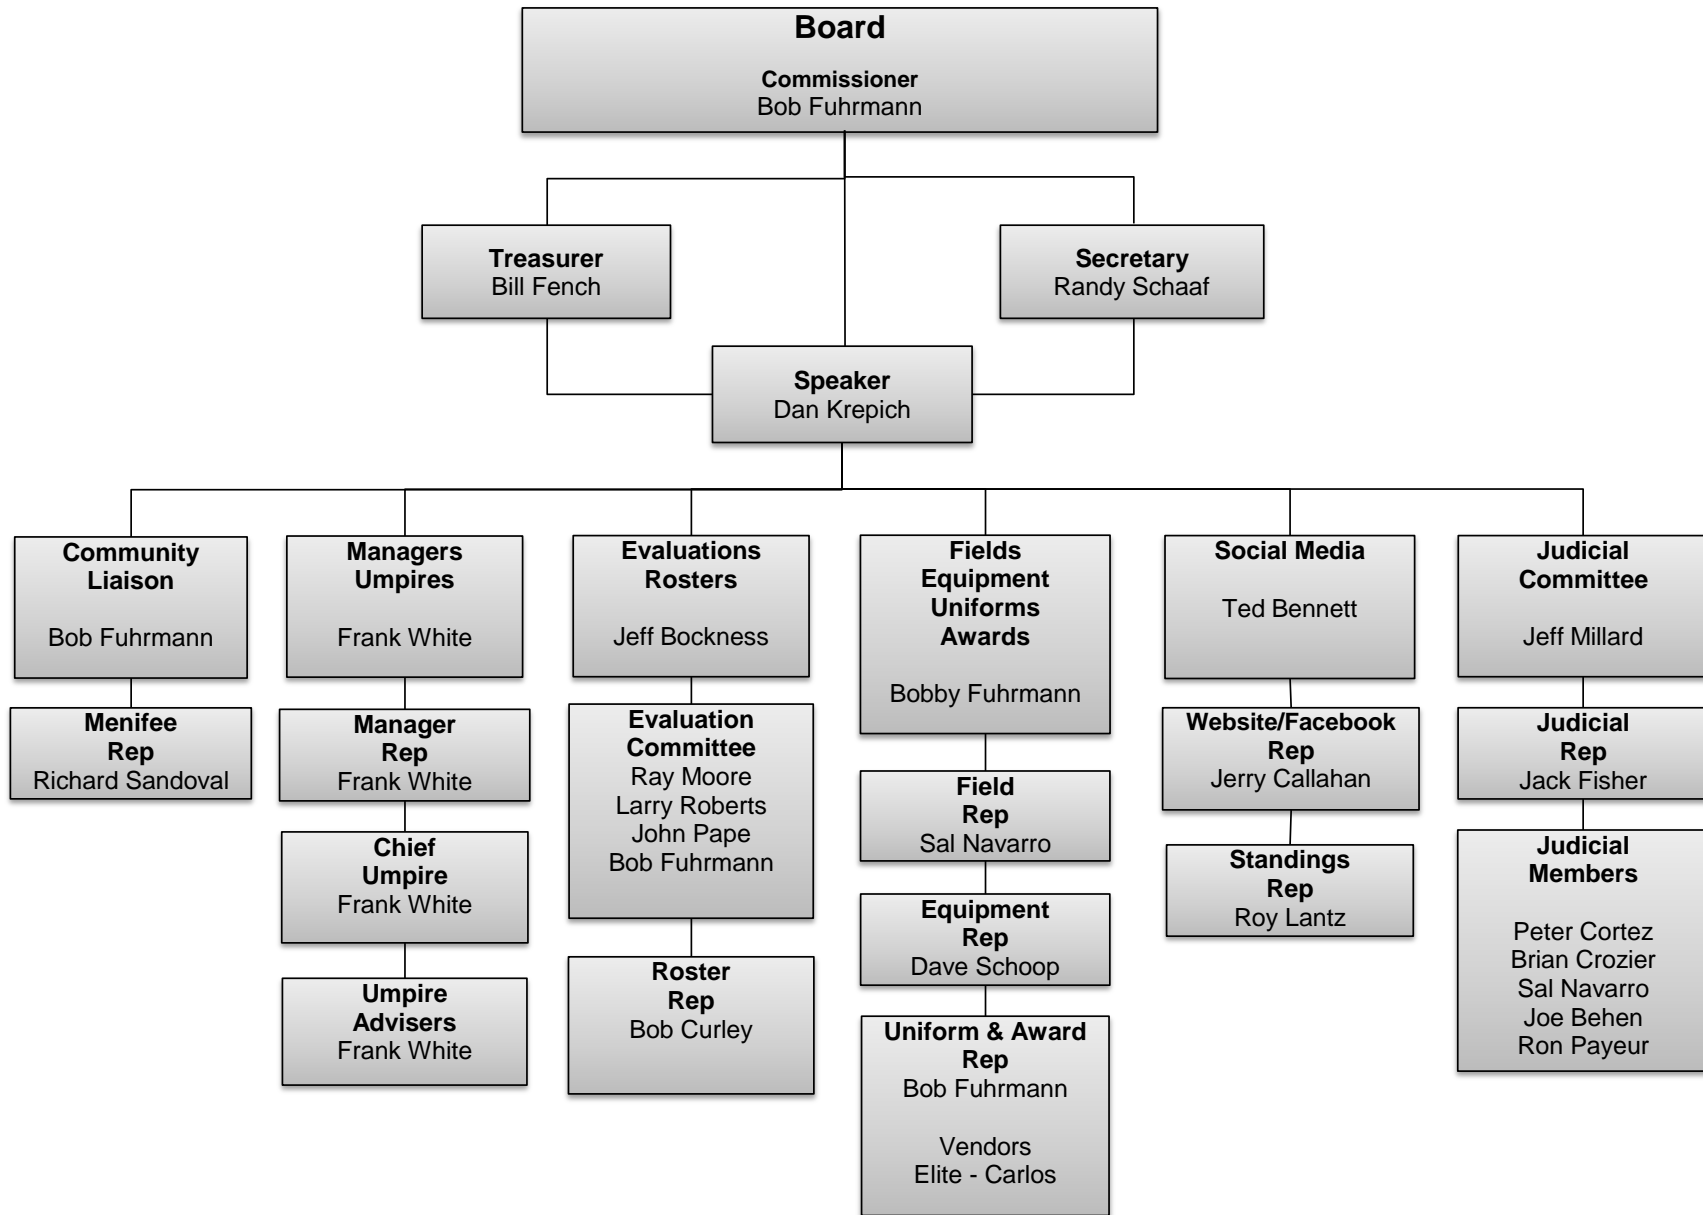 Board
Commissioner
Bob Fuhrmann
Treasurer
Bill Fench
Secretary
Randy Schaaf
Speaker
Dan Krepich
Community
Liaison
Bob Fuhrmann
Menifee
Rep
Richard Sandoval
Managers
Umpires
Frank White
Manager
Rep
Frank White
Chief
Umpire
Frank White
Umpire
Advisers
Frank White
Evaluations
Rosters
Jeff Bockness
Evaluation
Committee
Ray Moore
Larry Roberts
John Pape
Bob Fuhrmann
Roster
Rep
Bob Curley
Fields
Equipment
Uniforms
Awards
Bobby Fuhrmann
Field
Rep
Sal Navarro
Equipment
Rep
Dave Schoop
Uniform & Award
Rep
Bob Fuhrmann
Vendors
Elite - Carlos
Social Media
Ted Bennett
Website/Facebook
Rep
Jerry Callahan
Standings
Rep
Roy Lantz
Judicial
Committee
Jeff Millard
Judicial
Rep
Jack Fisher
Judicial
Members
Peter Cortez
Brian Crozier
Sal Navarro
Joe Behen
Ron Payeur